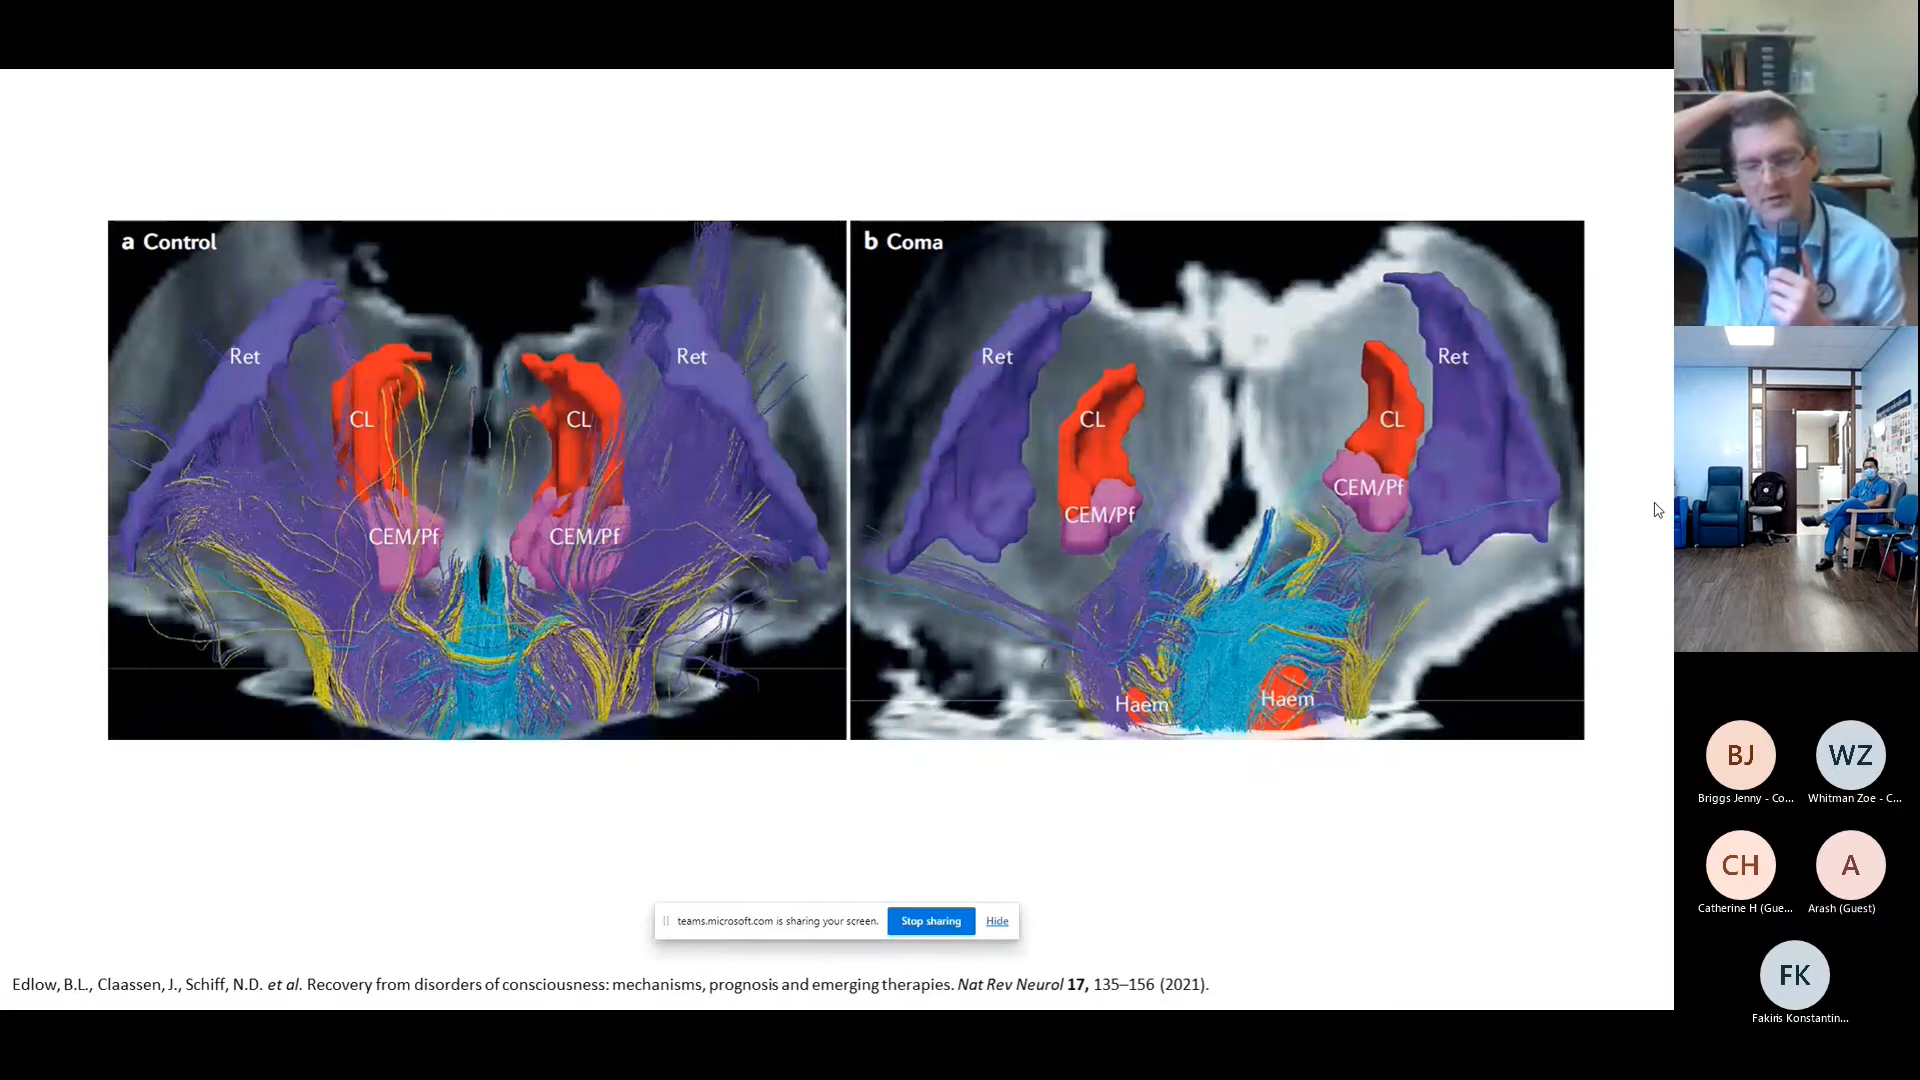 a Control
Ret
Ret
CL
CL
CEM/Pf
CEM/Pf
b Coma
Ret
Ret
CL
CL
CEM/Pf
CEM/Pf
Haem
Haem
teams.microsoft.com is sharing your screen.
Stop sharing
Hide
Edlow, B.L., Claassen, J., Schiff, N.D. et al. Recovery from disorders of consciousness: mechanisms, prognosis and emerging therapies. Nat Rev Neurol 17, 135–156 (2021).
BJ
Briggs Jenny - Co...
WZ
Whitman Zoe - C...
CH
Catherine H (Gue...
A
Arash (Guest)
FK
Fakiris Konstantin...